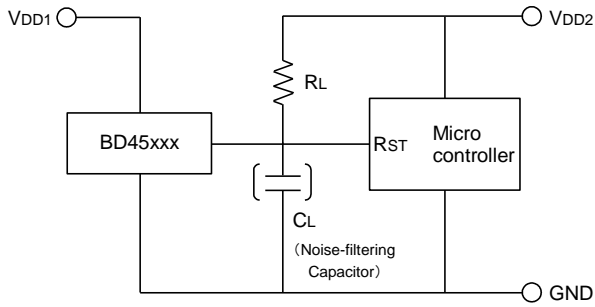 VDD1
VDD2
RL
BD45xxx
RST
Micro
controller
CL
（Noise-filtering
Capacitor）
GND